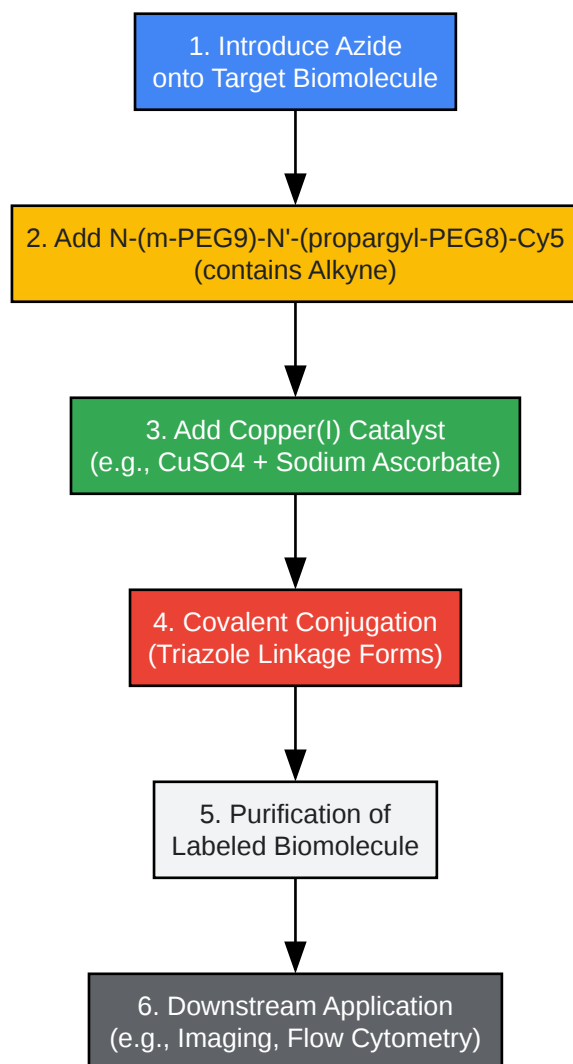 1. Introduce Azide
onto Target Biomolecule
2. Add N-(m-PEG9)-N'-(propargyl-PEG8)-Cy5
(contains Alkyne)
3. Add Copper(I) Catalyst
(e.g., CuSO4 + Sodium Ascorbate)
4. Covalent Conjugation
(Triazole Linkage Forms)
5. Purification of
Labeled Biomolecule
6. Downstream Application
(e.g., Imaging, Flow Cytometry)